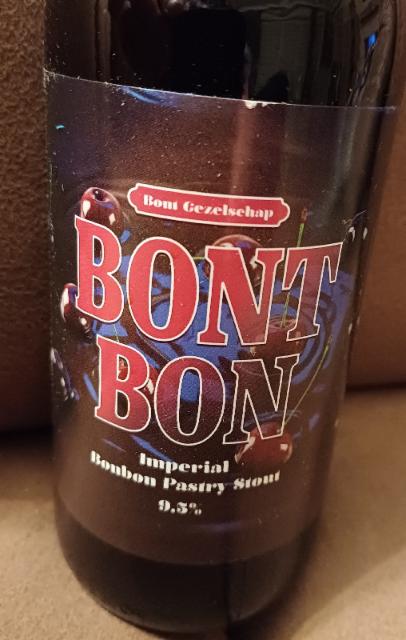 Bont Gezelschap
BONT
BON
Imperial
Bonbon Pastry Stout
9.5%